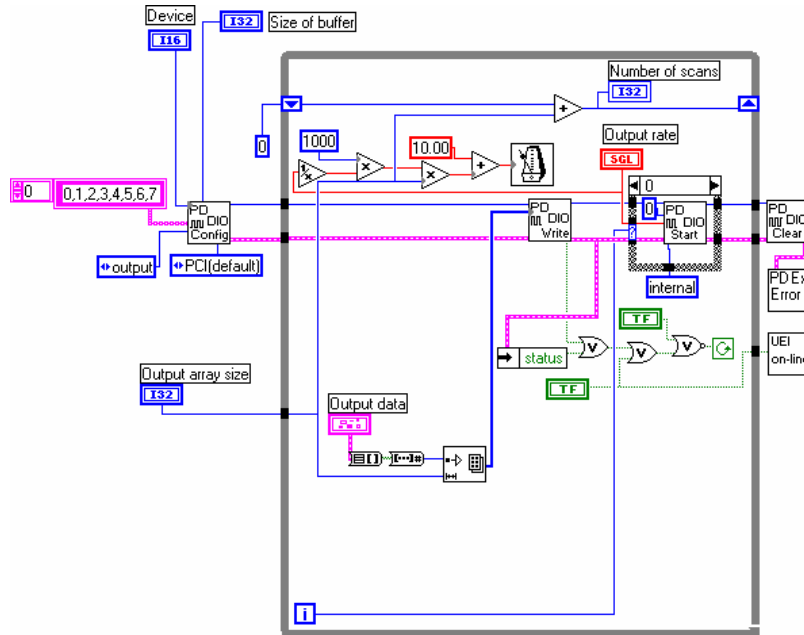 Device
I16
I32
Size of buffer
Number of scans
I32
0
1000
10.00
Output rate
SGL
1/x
x
x
+
+
0
0
0,1,2,3,4,5,6,7
PD
DIO
Config
PD
DIO
Write
0
PD
DIO
Start
?
PD
DIO
Clear
output
PCI(default)
internal
PD Ex
Error
TF
status
V
V
V
UEI
on-line
TF
Output array size
I32
Output data
i